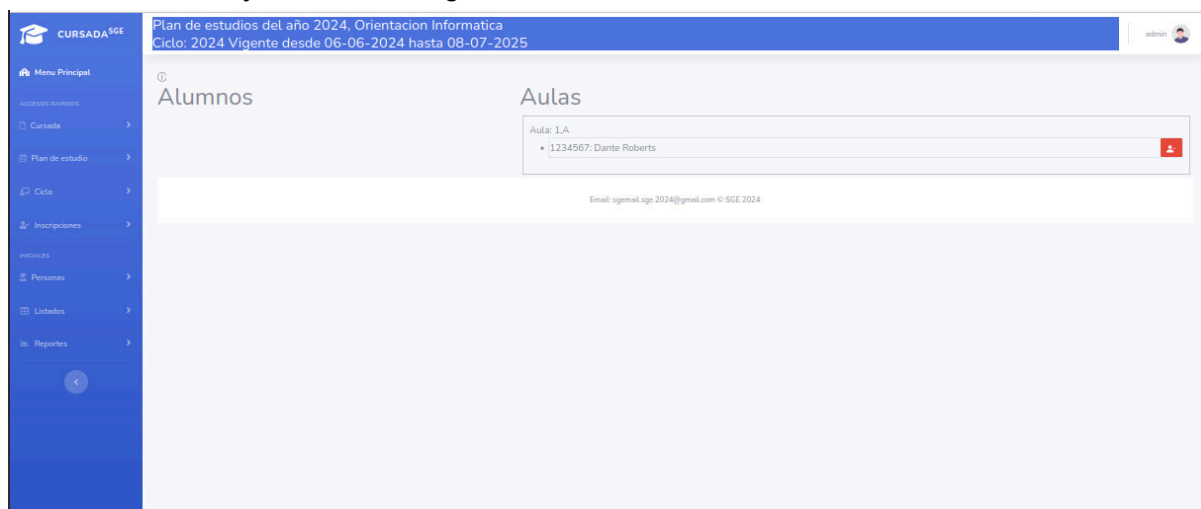 CURSADA SGE
Plan de estudios del año 2024, Orientacion Informatica
Ciclo: 2024 Vigente desde 06-06-2024 hasta 08-07-2025
admin
Menu Principal
ACCESOS RAPIDOS
Cursada
Plan de estudio
Ciclo
Inscripciones
INICIALES
Personas
Listados
Reportes
Alumnos
Aulas
Aula: 1,A
• 1234567: Dante Roberts
Email: sgemail.sge.2024@gmail.com © SGE 2024